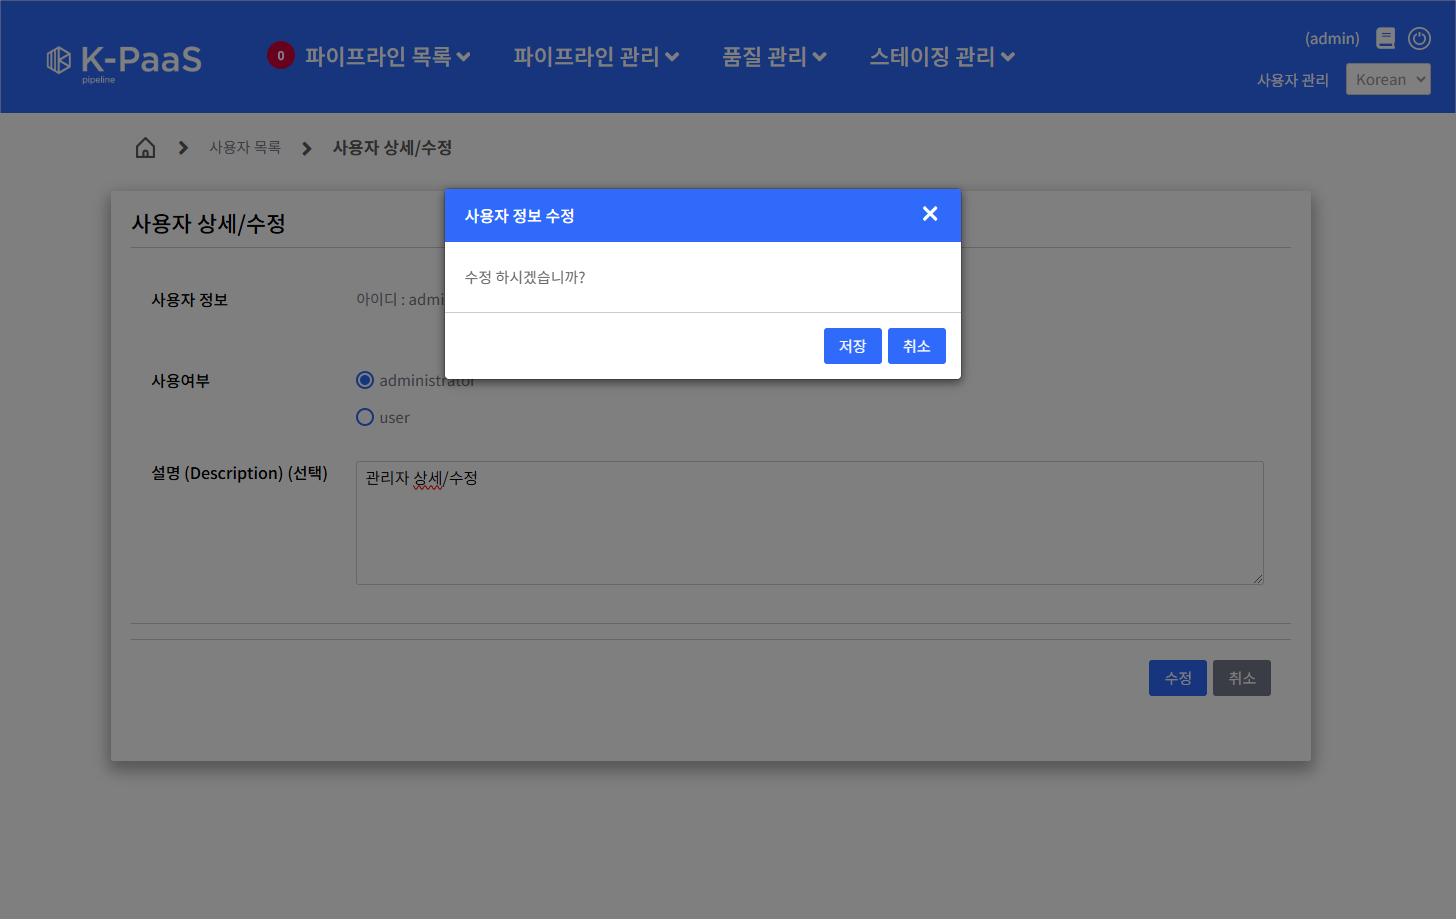 K-PaaS
pipeline
0 파이프라인 목록 파이프라인 관리 품질 관리 스테이징 관리
(admin)
사용자 관리 Korean
사용자 목록 사용자 상세/수정
사용자 상세/수정
사용자 정보 수정
수정 하시겠습니까?
저장 취소
사용자 정보 아이디 : admi
사용여부 administrator
user
설명 (Description) (선택) 관리자 상세/수정
수정 취소